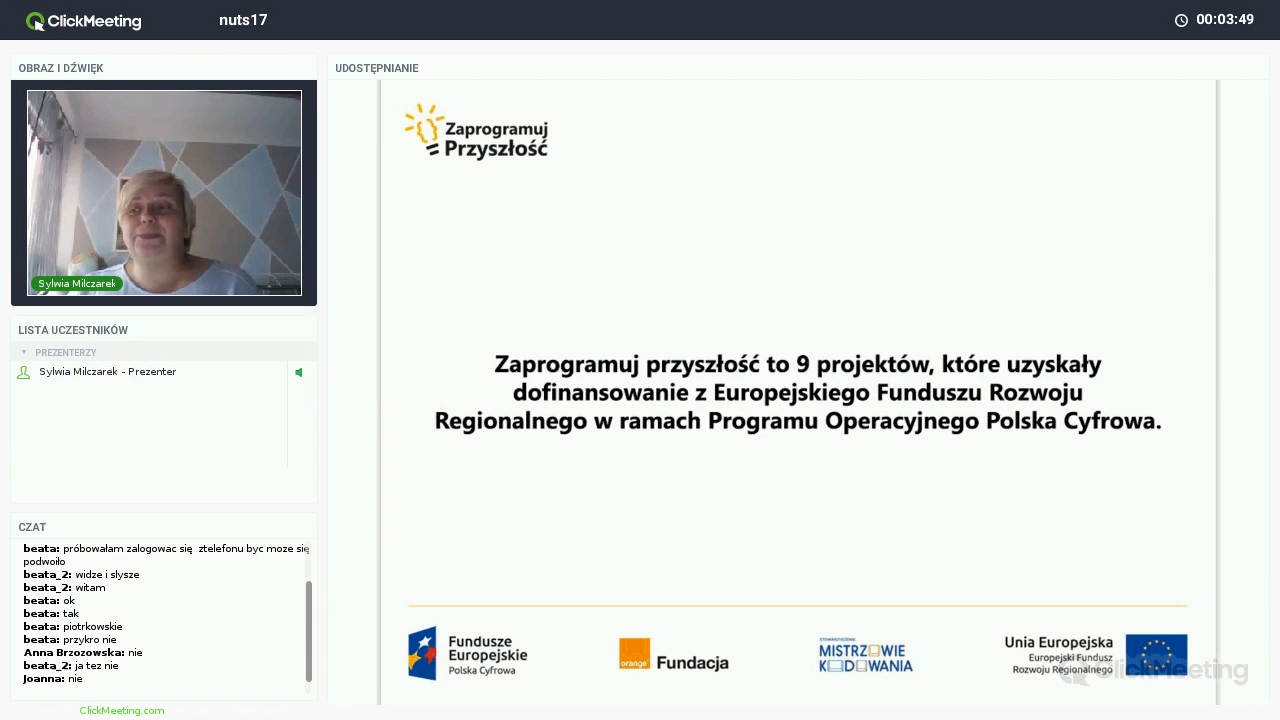 ClickMeeting
nuts17
00:03:49
OBRAZ I DŹWIĘK
Sylwia Milczarek
LISTA UCZESTNIKÓW
PREZENTERZY
Sylwia Milczarek - Prezenter
CZAT
beata: próbowałam zalogowac się ztelefonu byc moze się
podwoiło
beata_2: widze i slysze
beata_2: witam
beata: ok
beata: tak
beata: piotrkowskie
beata: przykro nie
Anna Brzozowska: nie
beata_2: ja tez nie
Joanna: nie
ClickMeeting.com
UDOSTĘPNIANIE
Zaprogramuj
Przyszłość
Zaprogramuj przyszłość to 9 projektów, które uzyskały
dofinansowanie z Europejskiego Funduszu Rozwoju
Regionalnego w ramach Programu Operacyjnego Polska Cyfrowa.
Fundusze
Europejskie
Polska Cyfrowa
orange
Fundacja
STOWARZYSZENIE
MISTRZOWIE
KODOWANIA
Unia Europejska
Europejski Fundusz
Rozwoju Regionalnego
ClickMeeting